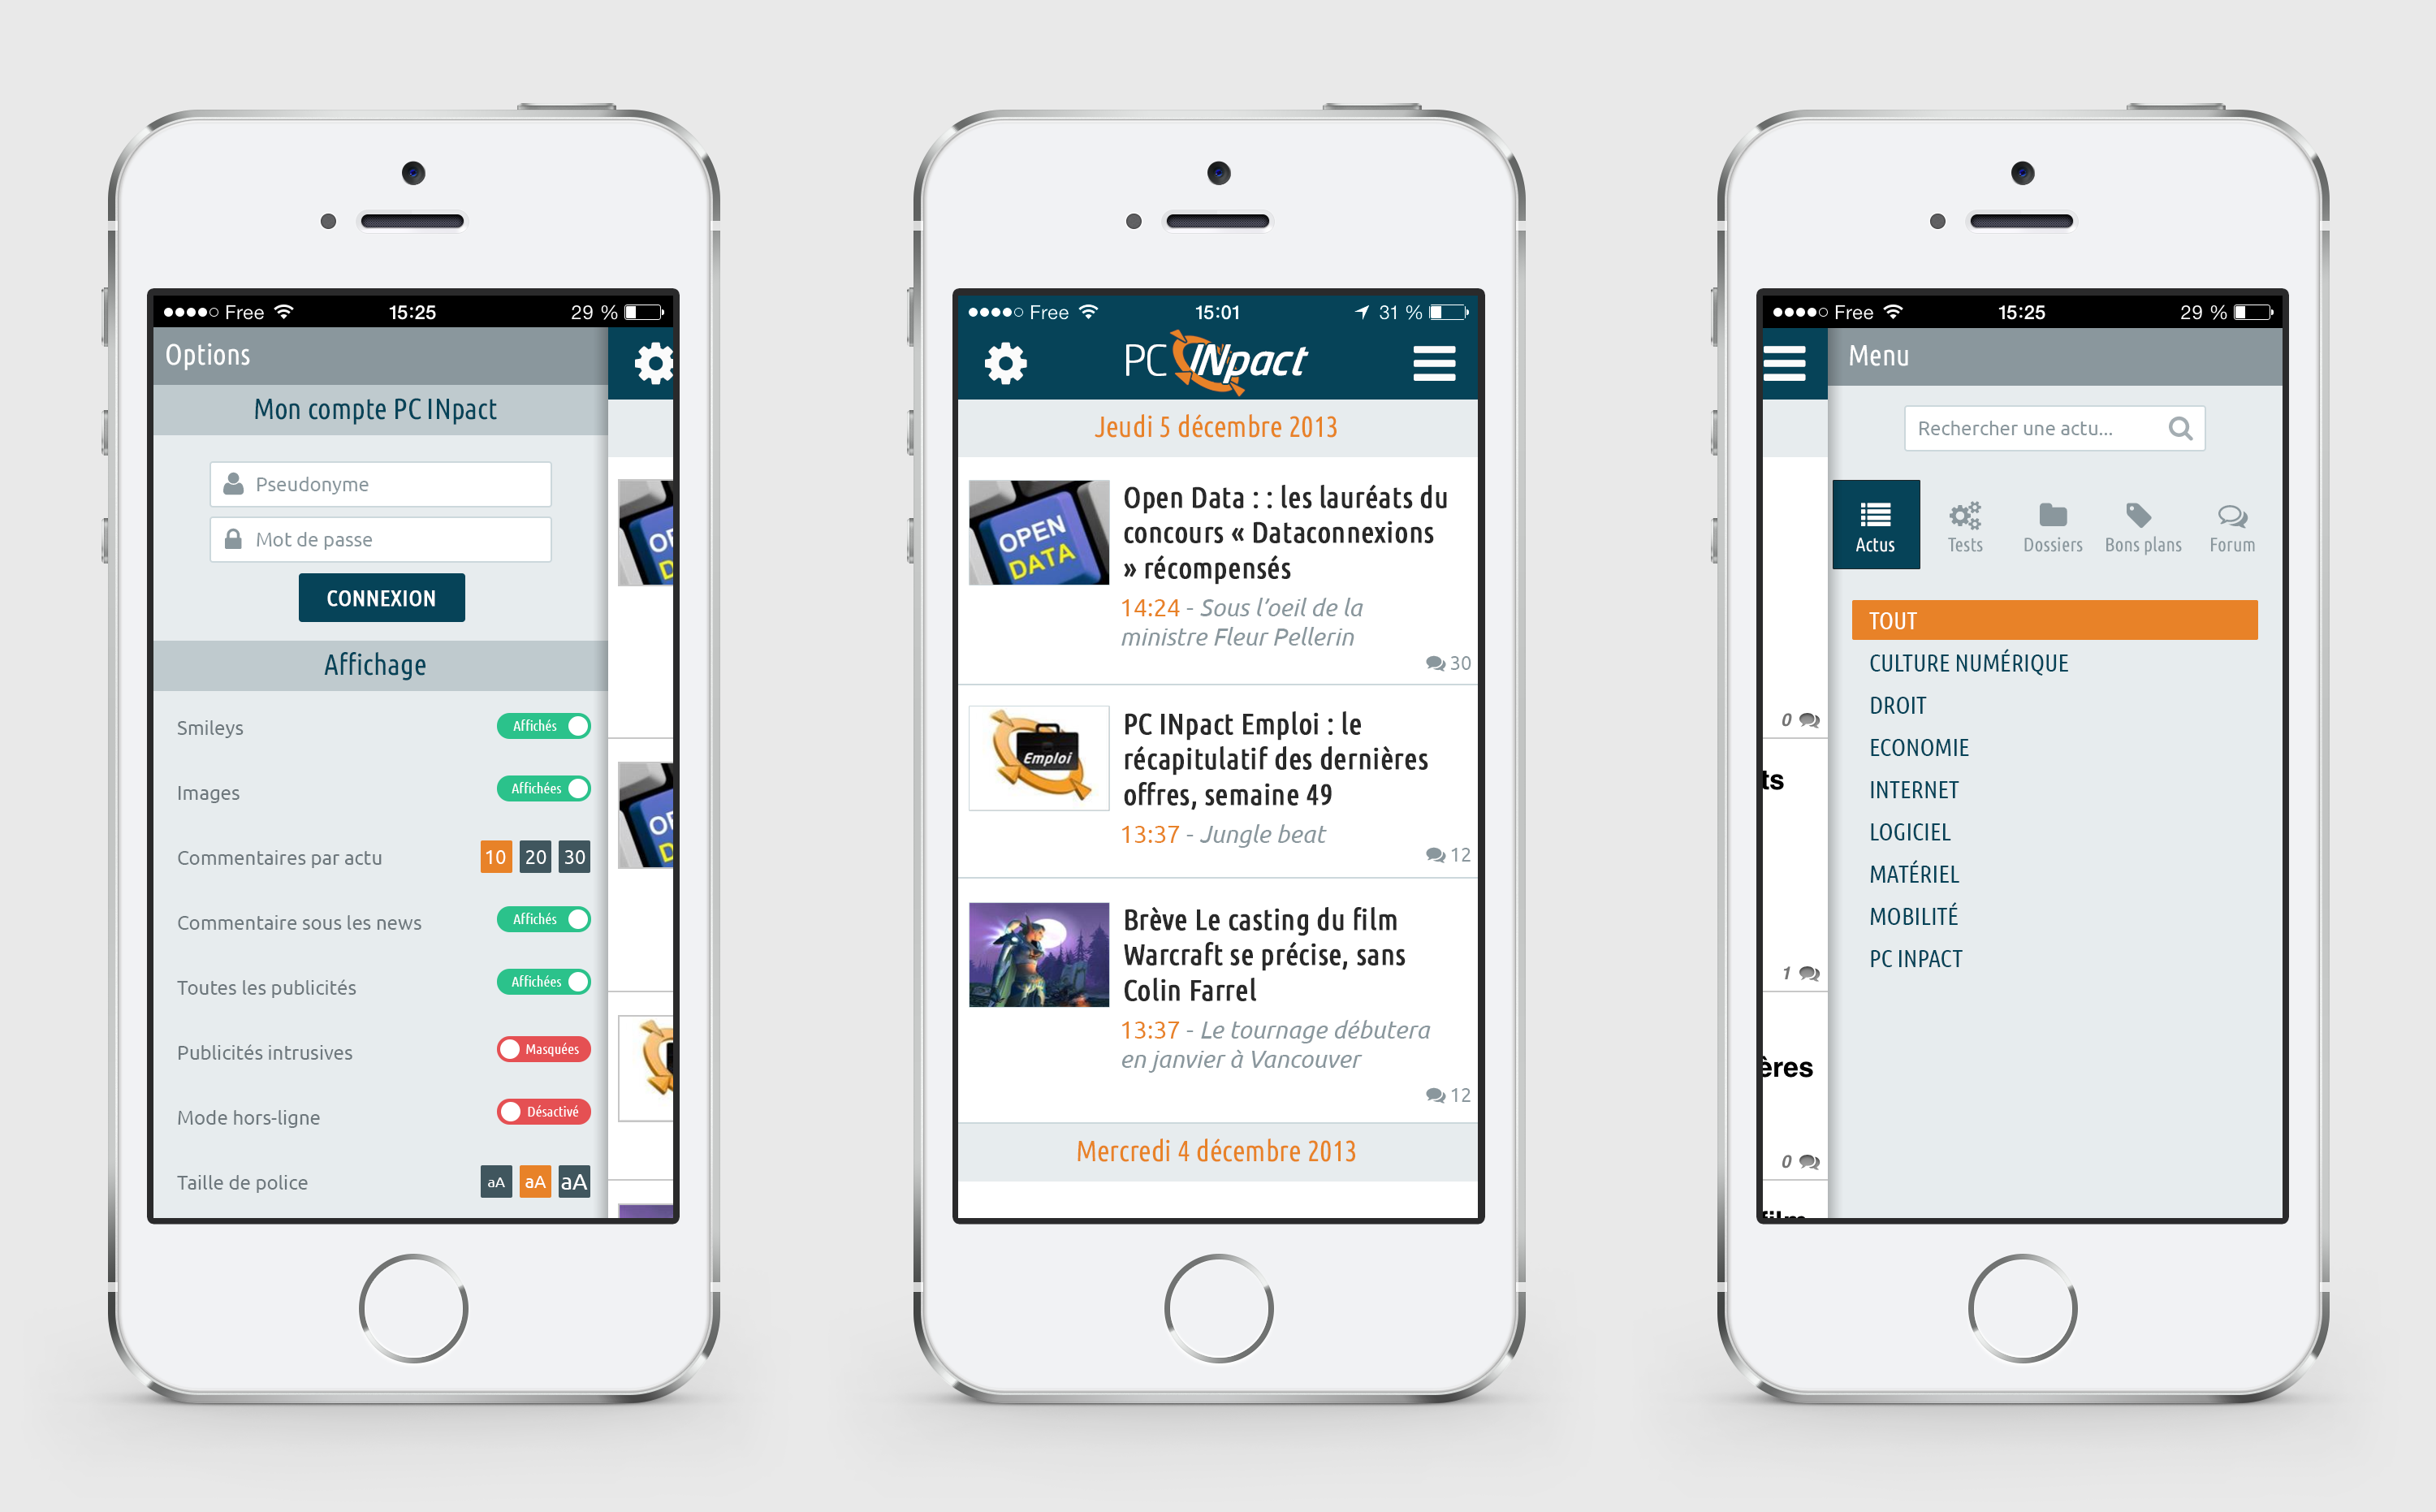 Free 15:25 29 %
Options
Mon compte PC INpact
Pseudonyme
Mot de passe
CONNEXION
Affichage
Smileys Affichés
Images Affichées
Commentaires par actu 10 20 30
Commentaire sous les news Affichés
Toutes les publicités Affichées
Publicités intrusives Masquées
Mode hors-ligne Désactivé
Taille de police aA aA aA
Free 15:01 31 %
PC INpact
Jeudi 5 décembre 2013
OPEN
DATA
Open Data : : les lauréats du
concours « Dataconnexions
» récompensés
14:24 - Sous l'oeil de la
ministre Fleur Pellerin
30
Emploi
PC INpact Emploi : le
récapitulatif des dernières
offres, semaine 49
13:37 - Jungle beat
12
Brève Le casting du film
Warcraft se précise, sans
Colin Farrel
13:37 - Le tournage débutera
en janvier à Vancouver
12
Mercredi 4 décembre 2013
Free 15:25 29 %
Menu
Rechercher une actu...
Actus Tests Dossiers Bons plans Forum
TOUT
CULTURE NUMÉRIQUE
DROIT
ECONOMIE
INTERNET
LOGICIEL
MATÉRIEL
MOBILITÉ
PC INPACT
0
ts
1
ères
0